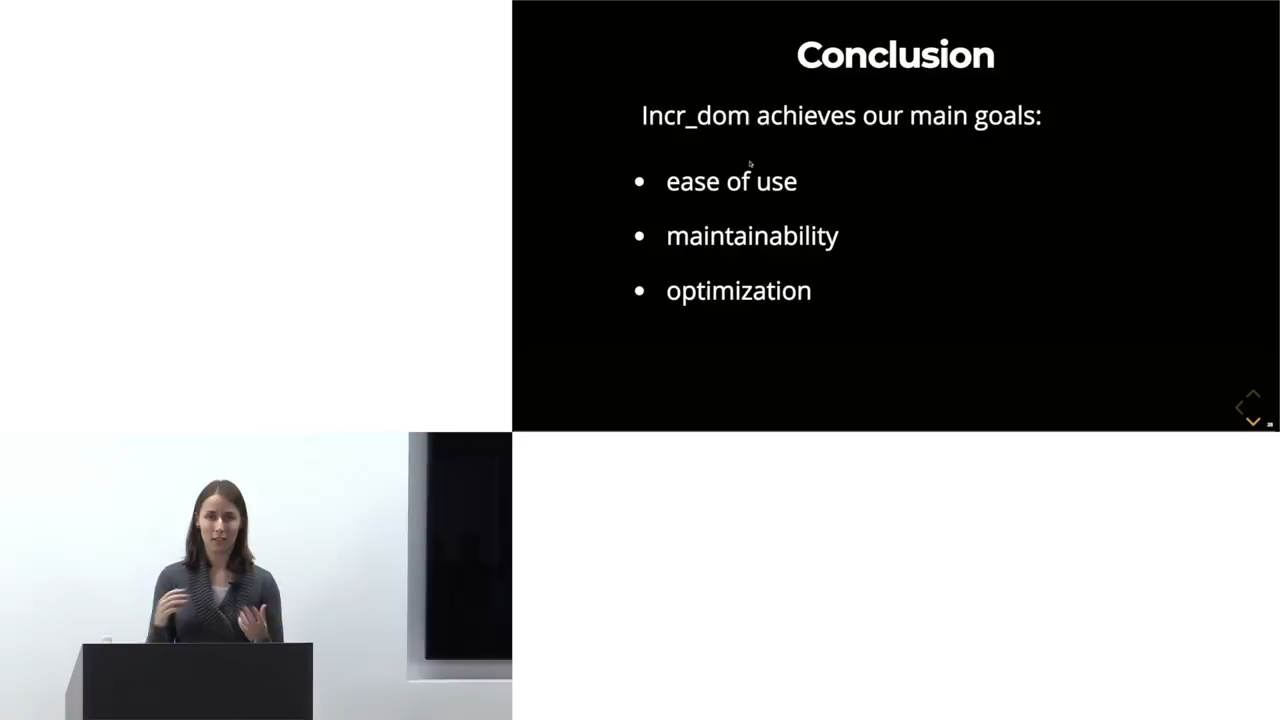 Conclusion
Incr_dom achieves our main goals:
• ease of use
• maintainability
• optimization